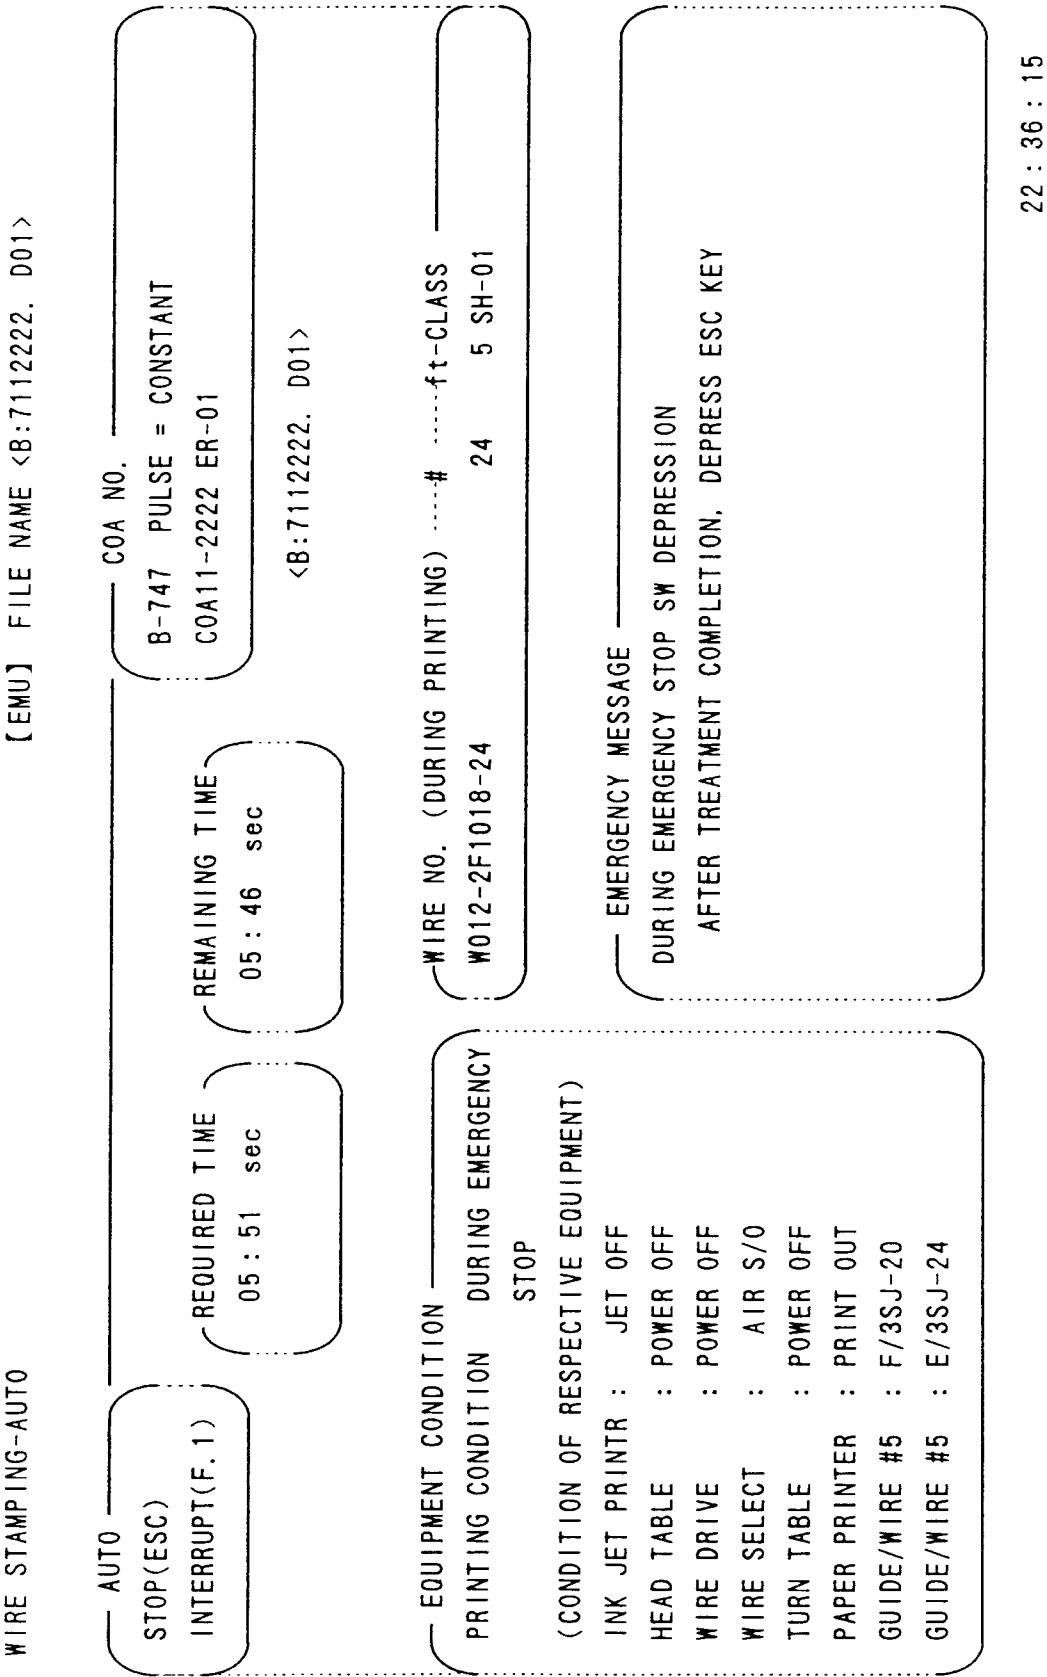 WIRE STAMPING-AUTO
[EMU] FILE NAME <B:7112222. D01>
AUTO
STOP(ESC)
INTERRUPT(F.1)
COA NO.
B-747 PULSE = CONSTANT
COA11-2222 ER-01
REQUIRED TIME
05:51 sec
REMAINING TIME
05:46 sec
<B:7112222. D01>
EQUIPMENT CONDITION
PRINTING CONDITION DURING EMERGENCY
STOP
(CONDITION OF RESPECTIVE EQUIPMENT)
INK JET PRINTR : JET OFF
HEAD TABLE : POWER OFF
WIRE DRIVE : POWER OFF
WIRE SELECT : AIR S/O
TURN TABLE : POWER OFF
PAPER PRINTER : PRINT OUT
GUIDE/WIRE #5 : F/3SJ-20
GUIDE/WIRE #5 : E/3SJ-24
WIRE NO. (DURING PRINTING) -----# -----ft-CLASS
W012-2F1018-24 24 5 SH-01
EMERGENCY MESSAGE
DURING EMERGENCY STOP SW DEPRESSION
AFTER TREATMENT COMPLETION, DEPRESS ESC KEY
22:36:15